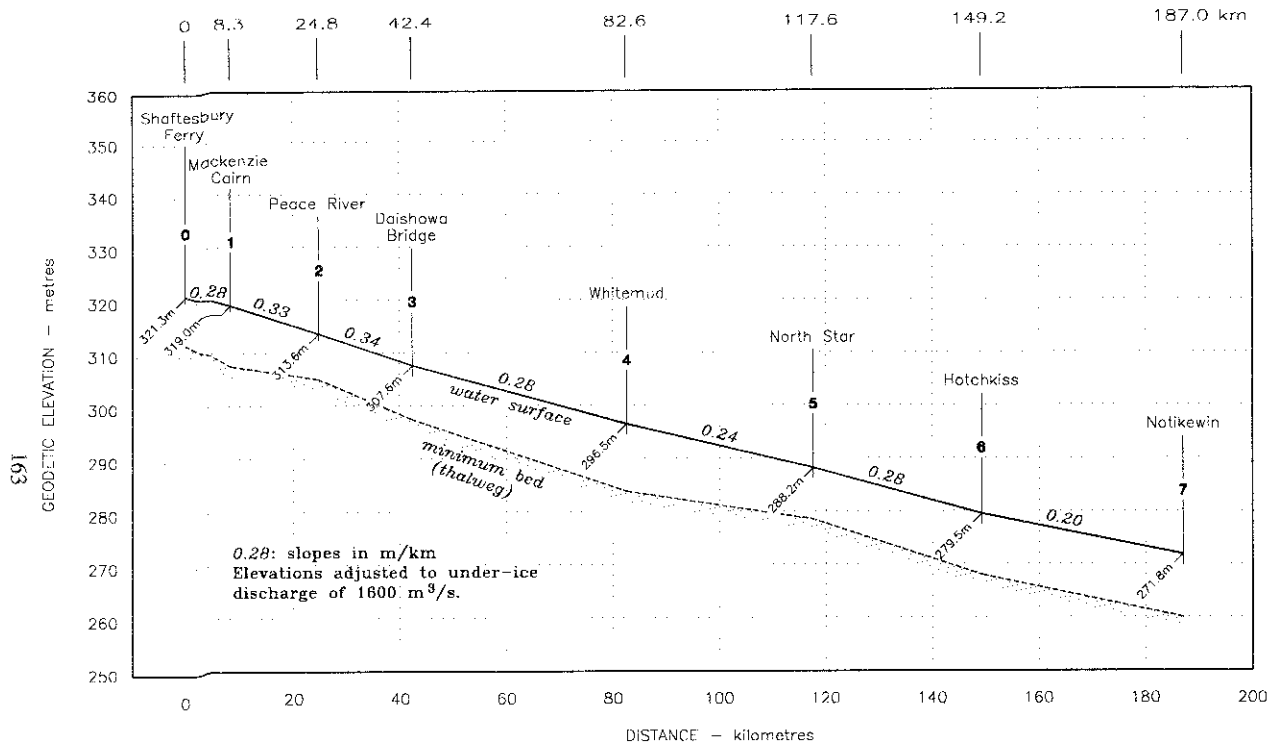 0 8.3 24.8 42.4 82.6 117.6 149.2 187.0 km
360
350
340
330
320
310
300
290
280
270
260
250
GEODETIC ELEVATION – metres
163
Shaftesbury
Ferry
Mackenzie
Cairn
Peace River
Daishowa
Bridge
Whitemud
North Star
Hotchkiss
Notikewin
0
1
2
3
4
5
6
7
0.28
0.33
0.34
0.28
0.24
0.28
0.20
321.3m
319.0m
313.6m
307.6m
296.5m
288.2m
279.5m
271.8m
water surface
minimum bed
(thalweg)
0.28: slopes in m/km
Elevations adjusted to under-ice
discharge of 1600 m³/s.
0 20 40 60 80 100 120 140 160 180 200
DISTANCE – kilometres